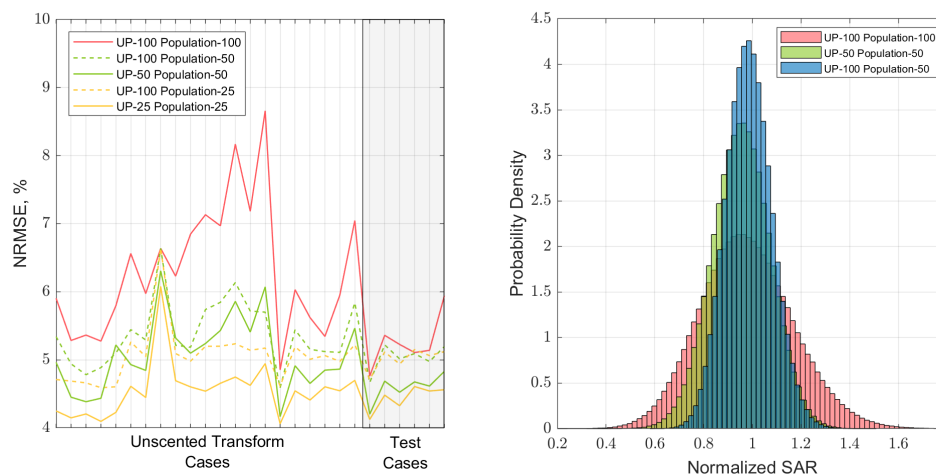 10
9
8
7
6
5
4
NRMSE, %
UP-100 Population-100
UP-100 Population-50
UP-50 Population-50
UP-100 Population-25
UP-25 Population-25
Unscented Transform
Cases
Test
Cases
4.5
4
3.5
3
2.5
2
1.5
1
0.5
0
Probability Density
UP-100 Population-100
UP-50 Population-50
UP-100 Population-50
0.2
0.4
0.6
0.8
1
1.2
1.4
1.6
Normalized SAR